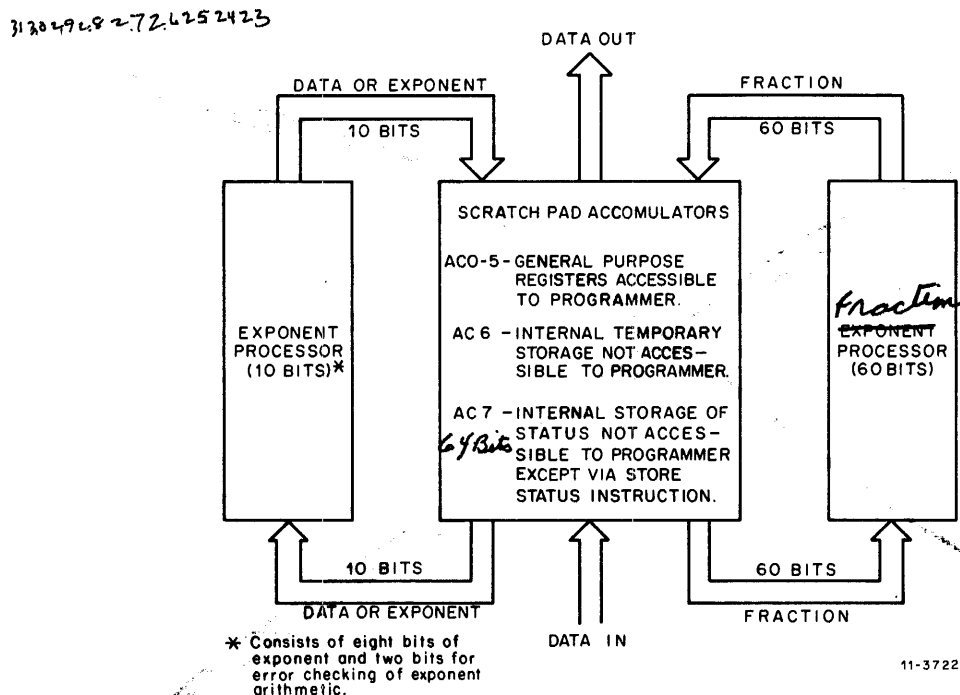 31302928272625 2423
DATA OUT
DATA OR EXPONENT
10 BITS
FRACTION
60 BITS
SCRATCH PAD ACCOMULATORS
AC0-5-GENERAL PURPOSE
REGISTERS ACCESSIBLE
TO PROGRAMMER.
AC 6 -INTERNAL TEMPORARY
STORAGE NOT ACCES-
SIBLE TO PROGRAMMER.
AC 7 -INTERNAL STORAGE OF
STATUS NOT ACCES-
64 Bits SIBLE TO PROGRAMMER
EXCEPT VIA STORE
STATUS INSTRUCTION.
EXPONENT
PROCESSOR
(10 BITS)*
Fraction
EXPONENT
PROCESSOR
(60 BITS)
10 BITS
DATA OR EXPONENT
60 BITS
FRACTION
DATA IN
* Consists of eight bits of
exponent and two bits for
error checking of exponent
arithmetic.
11-3722